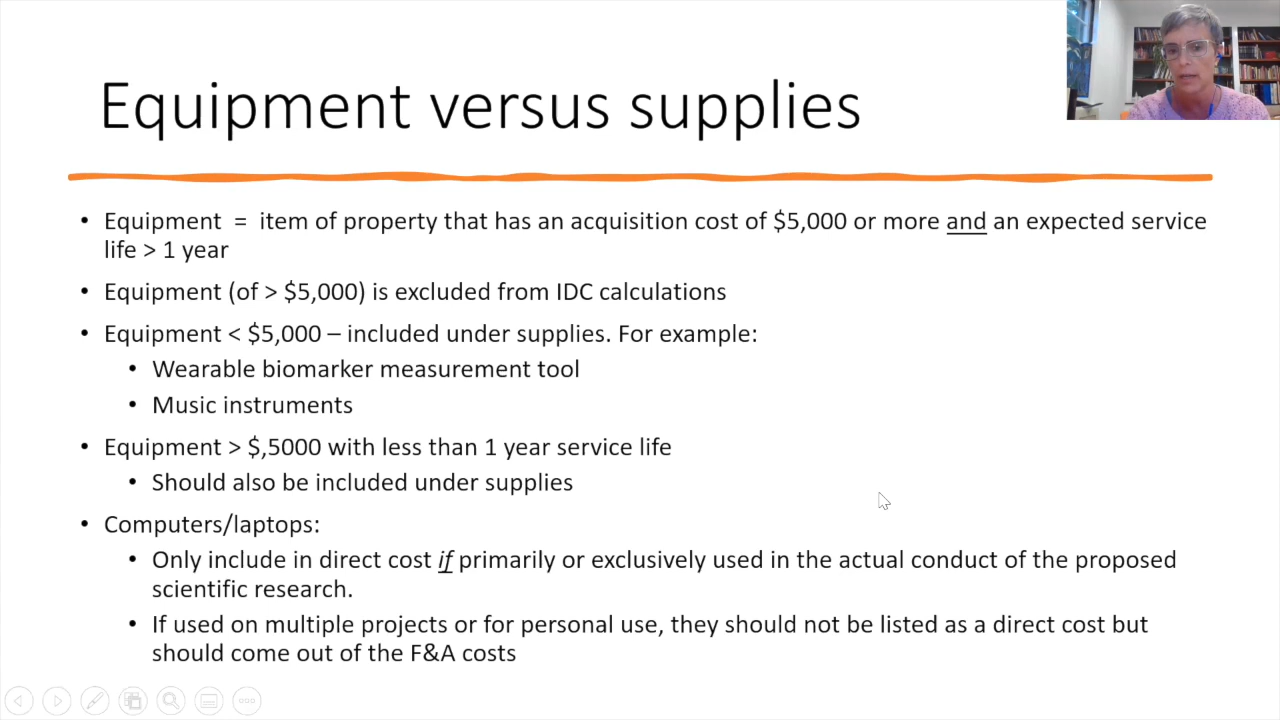 Equipment versus supplies
• Equipment = item of property that has an acquisition cost of $5,000 or more and an expected service
life > 1 year
• Equipment (of > $5,000) is excluded from IDC calculations
• Equipment < $5,000 – included under supplies. For example:
• Wearable biomarker measurement tool
• Music instruments
• Equipment > $,5000 with less than 1 year service life
• Should also be included under supplies
• Computers/laptops:
• Only include in direct cost if primarily or exclusively used in the actual conduct of the proposed
scientific research.
• If used on multiple projects or for personal use, they should not be listed as a direct cost but
should come out of the F&A costs